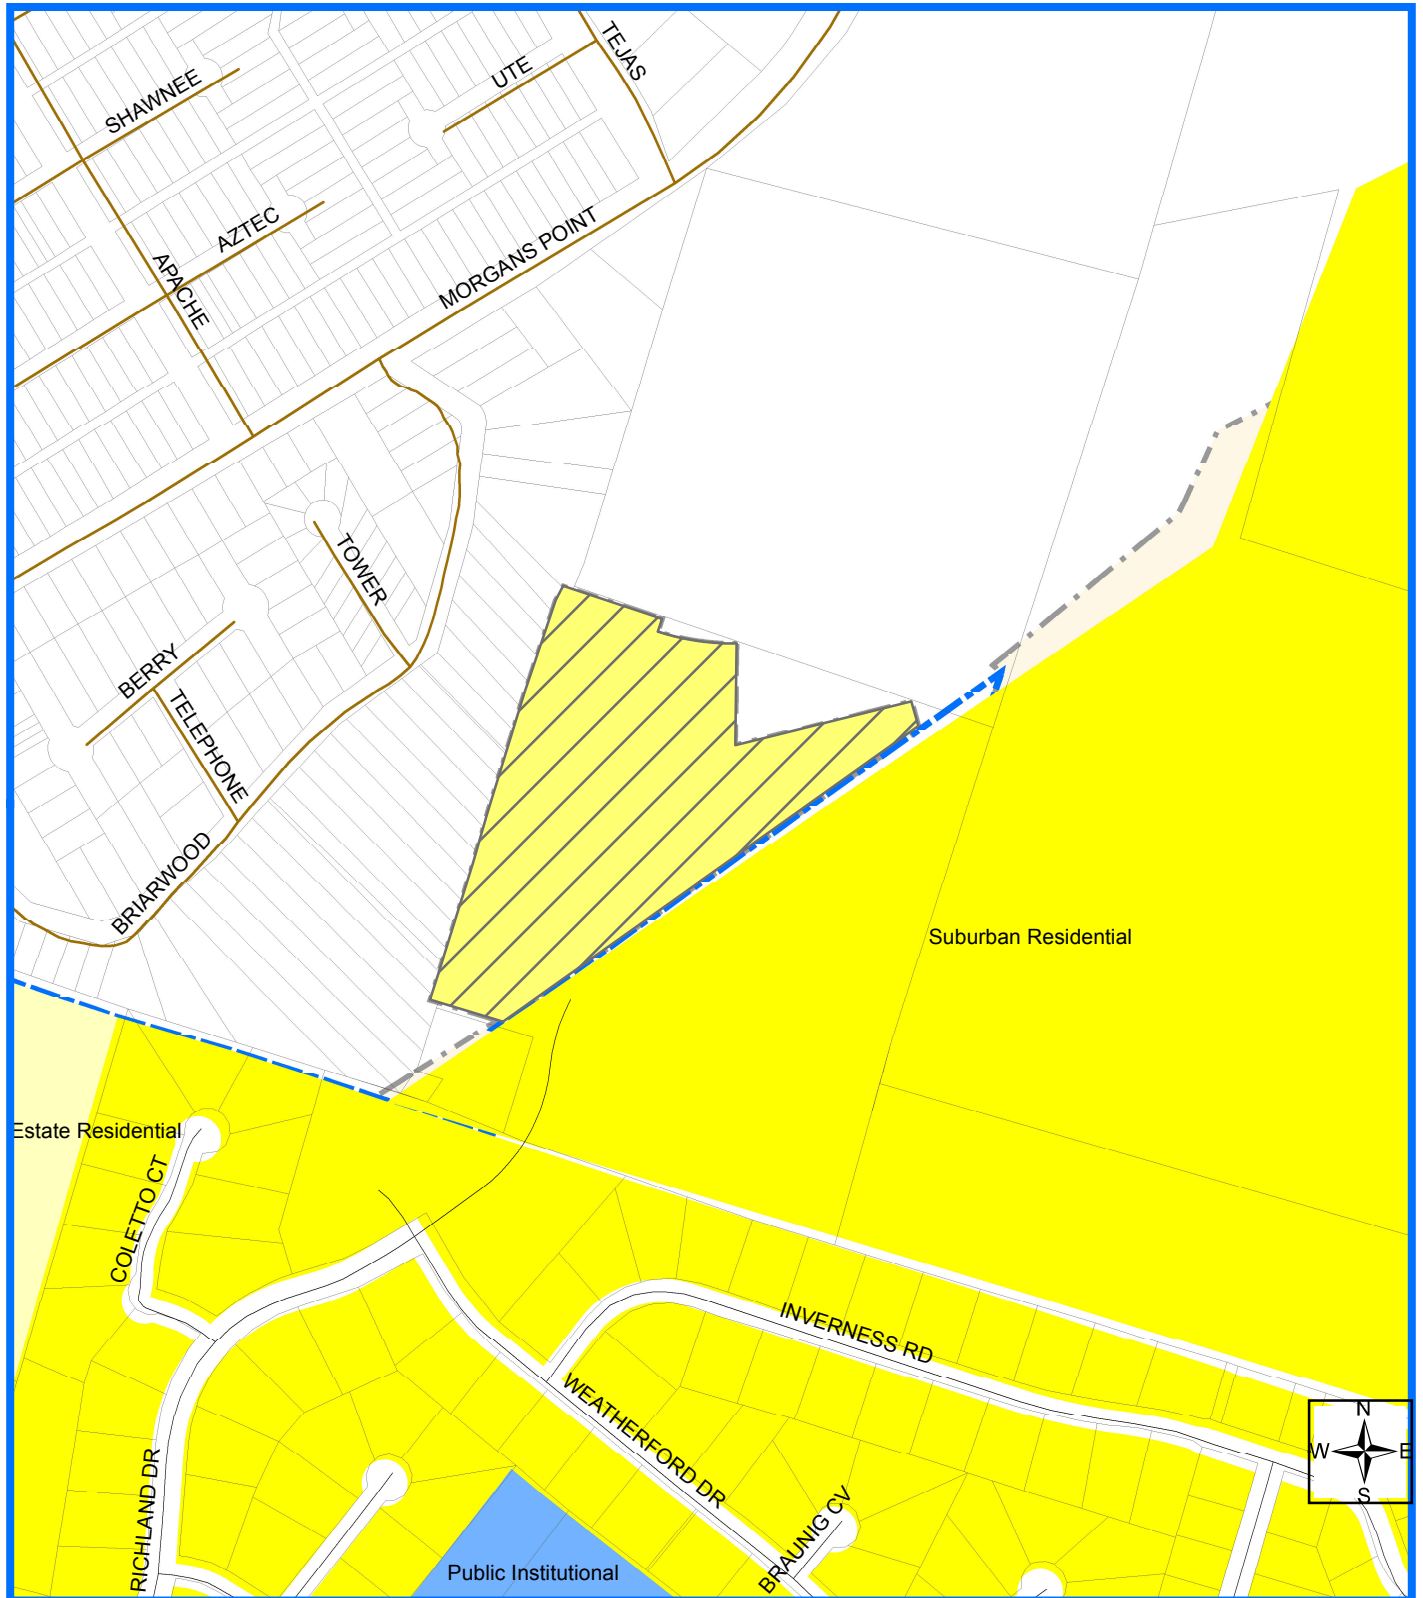 TEJAS
UTE
SHAWNEE
AZTEC
MORGANS POINT
APACHE
TOWER
BERRY
TELEPHONE
BRIARWOOD
Suburban Residential
Estate Residential
COLETTO CT
INVERNESS RD
WEATHERFORD DR
RICHLAND DR
BRAUNIG CV
Public Institutional
N
W E
S